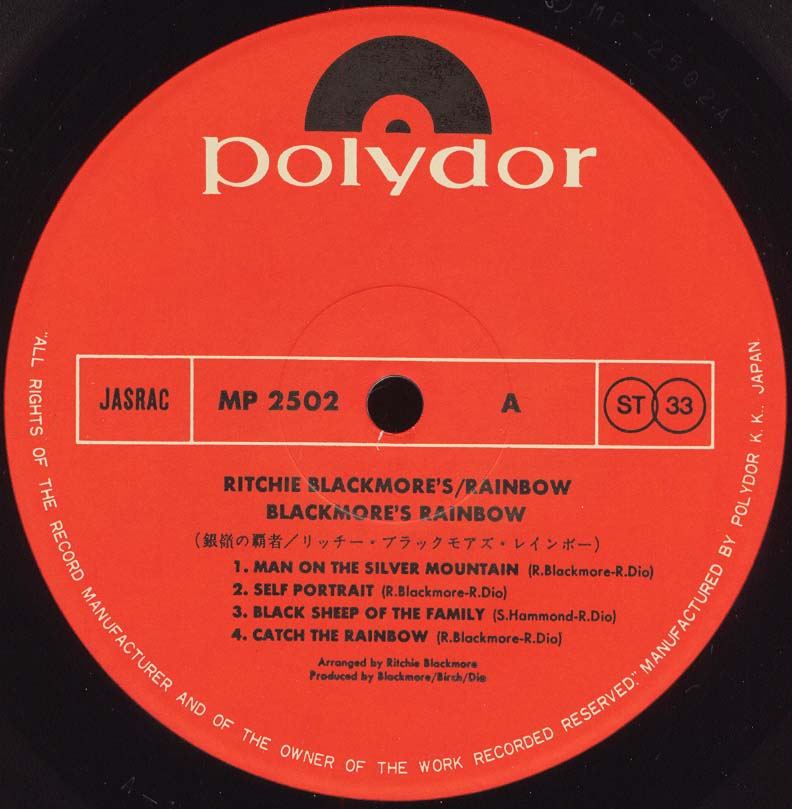 polydor
JASRAC
MP 2502
A
ST 33
RITCHIE BLACKMORE'S/RAINBOW
BLACKMORE'S RAINBOW
(銀嶺の覇者/リッチー・ブラックモアズ・レインボー)
1. MAN ON THE SILVER MOUNTAIN (R.Blackmore-R.Dio)
2. SELF PORTRAIT (R.Blackmore-R.Dio)
3. BLACK SHEEP OF THE FAMILY (S.Hammond-R.Dio)
4. CATCH THE RAINBOW (R.Blackmore-R.Dio)
Arranged by Ritchie Blackmore
Produced by Blackmore/Birch/Dio
"ALL RIGHTS OF THE RECORD MANUFACTURER AND OF THE OWNER OF THE WORK RECORDED RESERVED." MANUFACTURED BY POLYDOR K.K., JAPAN